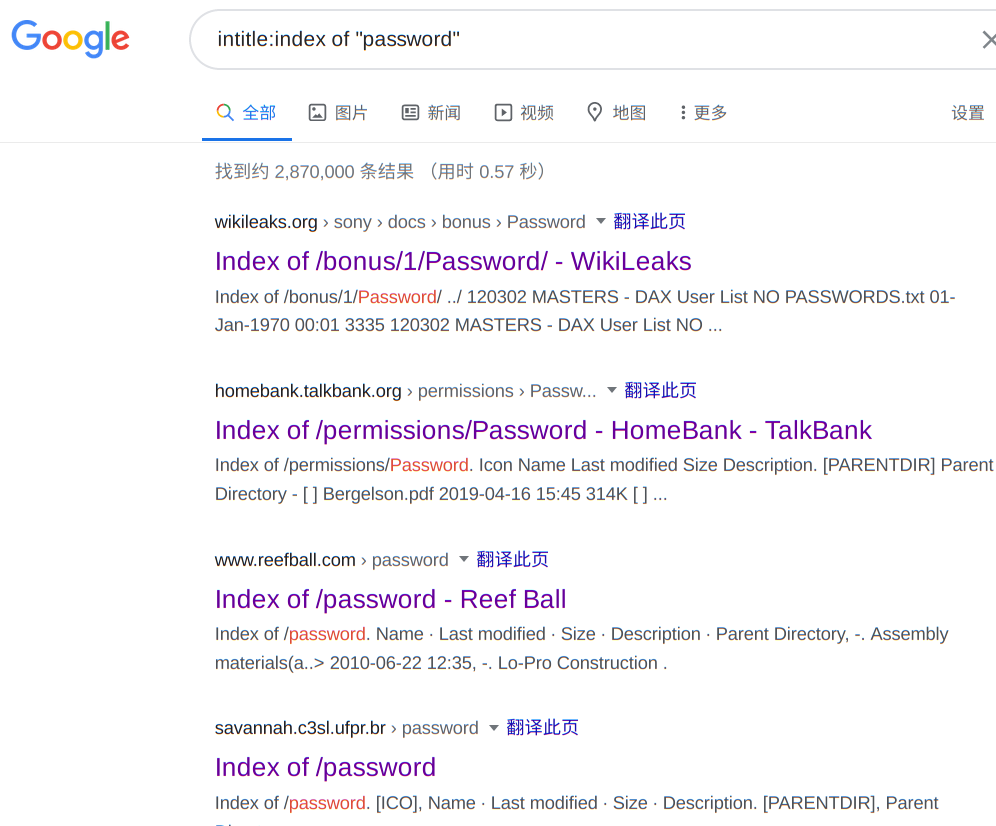 Google
intitle:index of "password"
全部 图片 新闻 视频 地图 更多 设置
找到约 2,870,000 条结果 （用时 0.57 秒）
wikileaks.org › sony › docs › bonus › Password 翻译此页
Index of /bonus/1/Password/ - WikiLeaks
Index of /bonus/1/Password/ ../ 120302 MASTERS - DAX User List NO PASSWORDS.txt 01-
Jan-1970 00:01 3335 120302 MASTERS - DAX User List NO ...
homebank.talkbank.org › permissions › Passw... 翻译此页
Index of /permissions/Password - HomeBank - TalkBank
Index of /permissions/Password. Icon Name Last modified Size Description. [PARENTDIR] Parent
Directory - [ ] Bergelson.pdf 2019-04-16 15:45 314K [ ] ...
www.reefball.com › password 翻译此页
Index of /password - Reef Ball
Index of /password. Name · Last modified · Size · Description · Parent Directory, -. Assembly
materials(a..> 2010-06-22 12:35, -. Lo-Pro Construction .
savannah.c3sl.ufpr.br › password 翻译此页
Index of /password
Index of /password. [ICO], Name · Last modified · Size · Description. [PARENTDIR], Parent